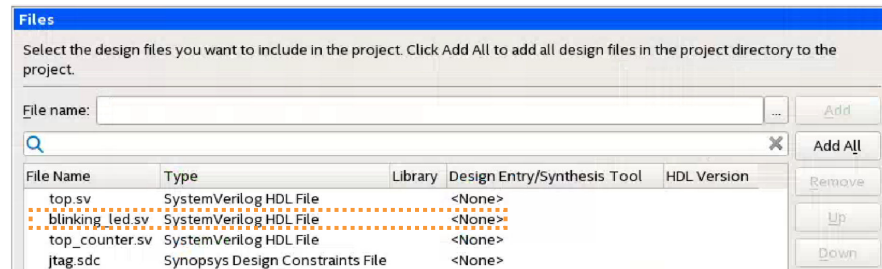 Files
Select the design files you want to include in the project. Click Add All to add all design files in the project directory to the
project.
File name: ... Add
Add All
File Name Type Library Design Entry/Synthesis Tool HDL Version
Remove
top.sv SystemVerilog HDL File <None>
blinking_led.sv SystemVerilog HDL File <None> Up
top_counter.sv SystemVerilog HDL File <None>
jtag.sdc Synopsys Design Constraints File <None> Down